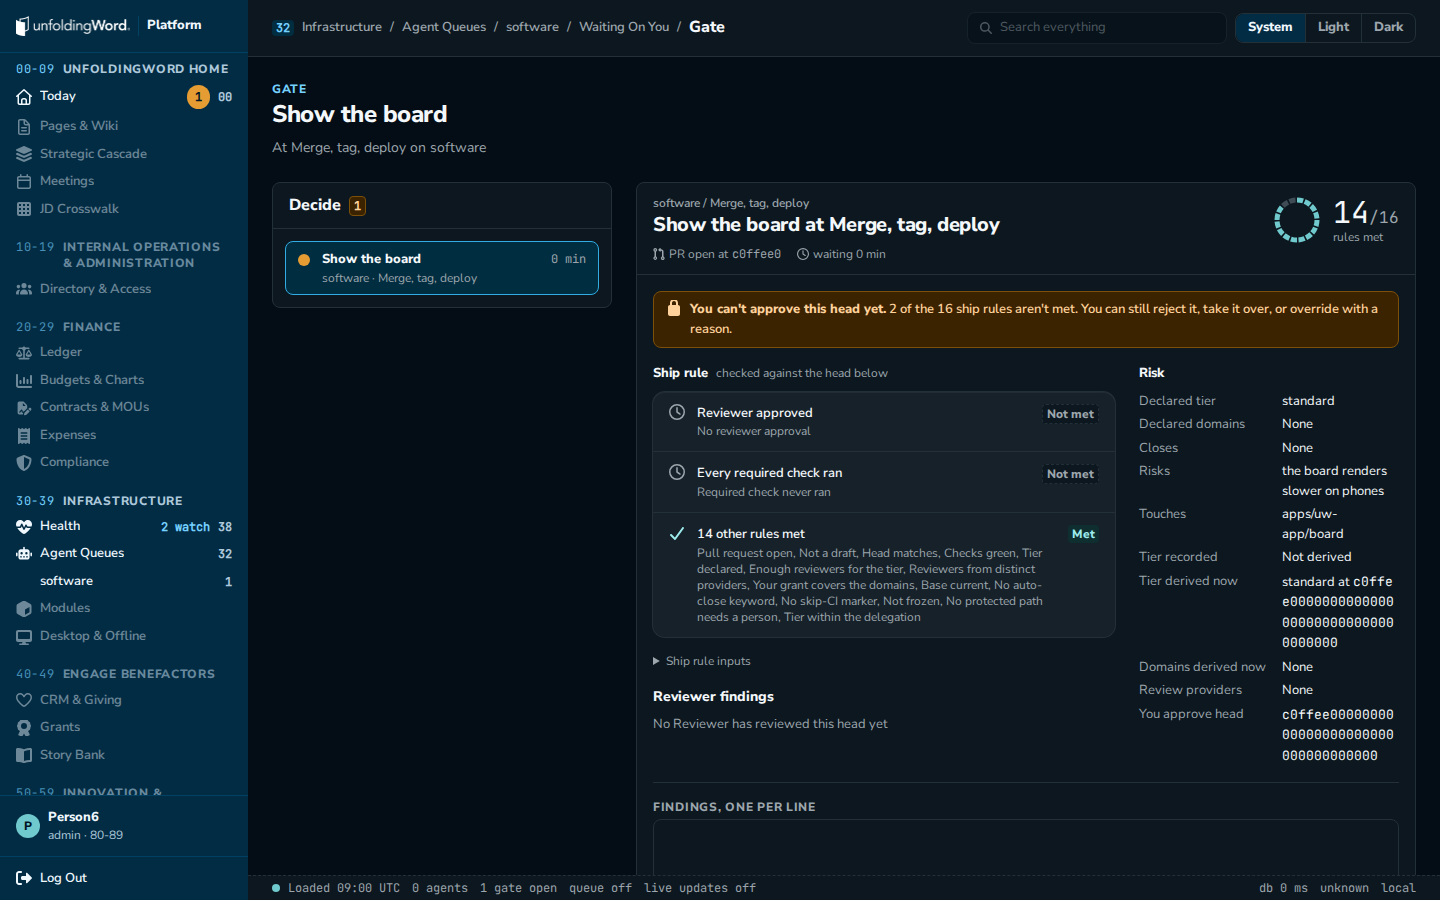 unfoldingWord. Platform
00-09 UNFOLDINGWORD HOME
Today 1 00
Pages & Wiki
Strategic Cascade
Meetings
JD Crosswalk
10-19 INTERNAL OPERATIONS
& ADMINISTRATION
Directory & Access
20-29 FINANCE
Ledger
Budgets & Charts
Contracts & MOUs
Expenses
Compliance
30-39 INFRASTRUCTURE
Health 2 watch 38
Agent Queues 32
software 1
Modules
Desktop & Offline
40-49 ENGAGE BENEFACTORS
CRM & Giving
Grants
Story Bank
50-59 INNOVATION &
P Person6
admin · 80-89
Log Out
32 Infrastructure / Agent Queues / software / Waiting On You / Gate
Search everything
System Light Dark
GATE
Show the board
At Merge, tag, deploy on software
Decide 1
Show the board 0 min
software · Merge, tag, deploy
software / Merge, tag, deploy
Show the board at Merge, tag, deploy
PR open at c0ffee0 waiting 0 min
14/16
rules met
You can't approve this head yet. 2 of the 16 ship rules aren't met. You can still reject it, take it over, or override with a
reason.
Ship rule checked against the head below
Reviewer approved Not met
No reviewer approval
Every required check ran Not met
Required check never ran
14 other rules met Met
Pull request open, Not a draft, Head matches, Checks green, Tier
declared, Enough reviewers for the tier, Reviewers from distinct
providers, Your grant covers the domains, Base current, No auto-
close keyword, No skip-CI marker, Not frozen, No protected path
needs a person, Tier within the delegation
Ship rule inputs
Reviewer findings
No Reviewer has reviewed this head yet
Risk
Declared tier standard
Declared domains None
Closes None
Risks the board renders
slower on phones
Touches apps/uw-
app/board
Tier recorded Not derived
Tier derived now standard at c0ffe
e0000000000000
00000000000000
0000000
Domains derived now None
Review providers None
You approve head c0ffee00000000
00000000000000
000000000000
FINDINGS, ONE PER LINE
Loaded 09:00 UTC 0 agents 1 gate open queue off live updates off
db 0 ms unknown local